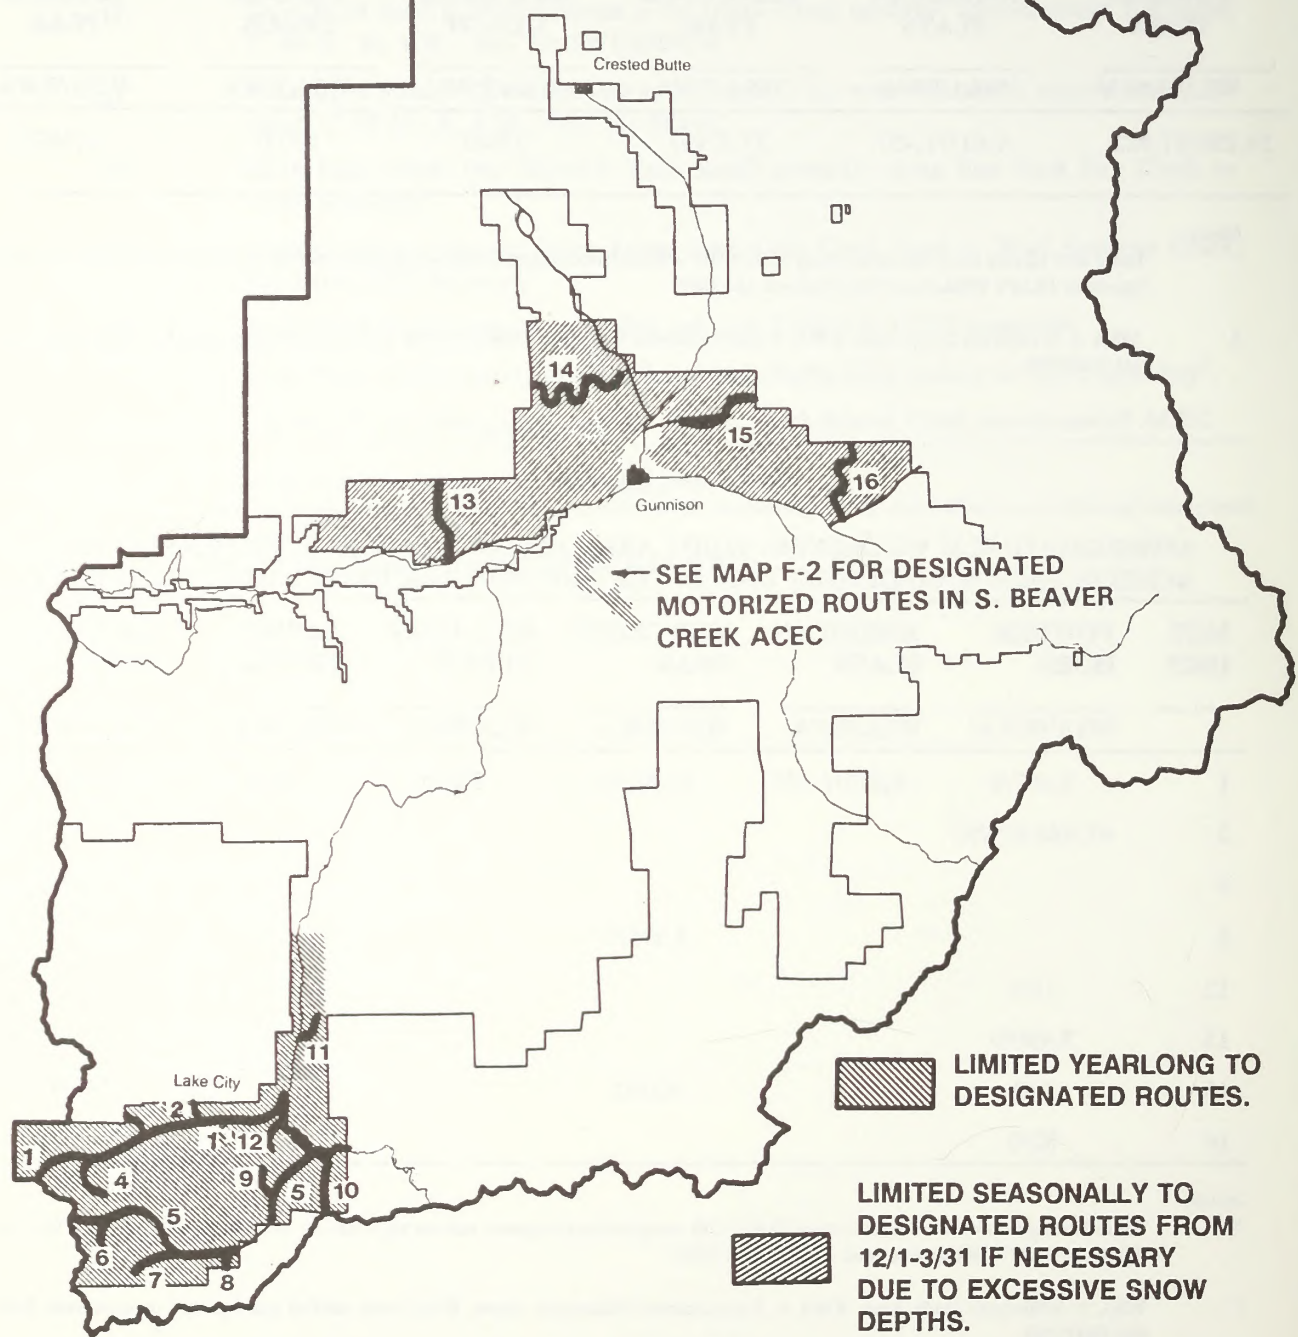 Crested Butte
14
15
13
16
Gunnison
SEE MAP F-2 FOR DESIGNATED
MOTORIZED ROUTES IN S. BEAVER
CREEK ACEC
11
Lake City
2
1
1
12
4
9
5
10
5
6
7
8
LIMITED YEARLONG TO
DESIGNATED ROUTES.
LIMITED SEASONALLY TO
DESIGNATED ROUTES FROM
12/1-3/31 IF NECESSARY
DUE TO EXCESSIVE SNOW
DEPTHS.